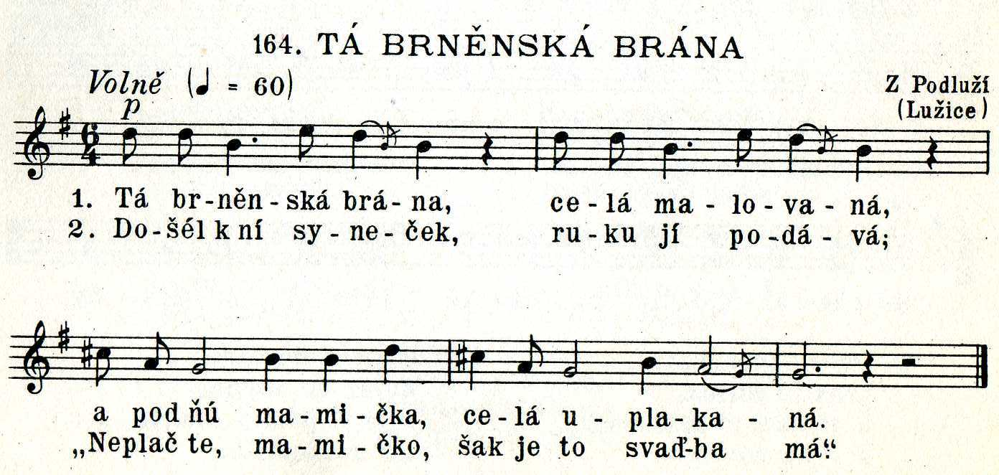 164. TÁ BRNĚNSKÁ BRÁNA
Volně (♩ = 60)
Z Podluží
(Lužice)
p
6
4
1. Tá br-něn-ská brá-na, ce-lá ma-lo-va-ná,
2. Do-šél k ní sy-ne-ček, ru-ku jí po-dá-vá;
a pod ňú ma-mi-čka, ce-lá u-pla-ka-ná.
„Neplač te, ma-mi-čko, šak je to svaď-ba má.“